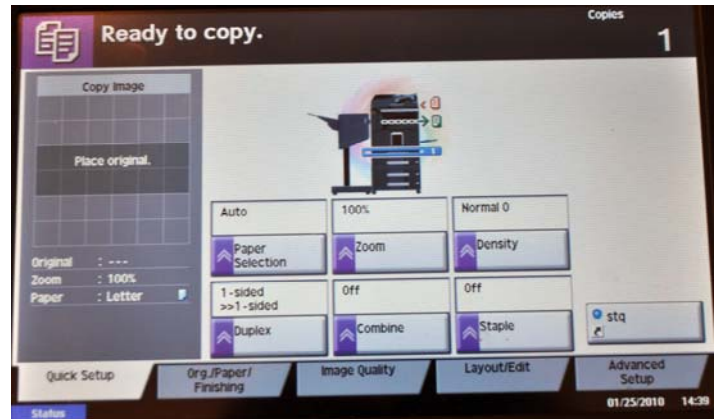 Ready to copy.
Copies
1
Copy Image
Place original.
Original : ---
Zoom : 100%
Paper : Letter
1
Auto
Paper
Selection
100%
Zoom
Normal 0
Density
1-sided
>>1-sided
Duplex
Off
Combine
Off
Staple
stq
Quick Setup
Org./Paper/
Finishing
Image Quality
Layout/Edit
Advanced
Setup
Status
01/25/2010 14:39